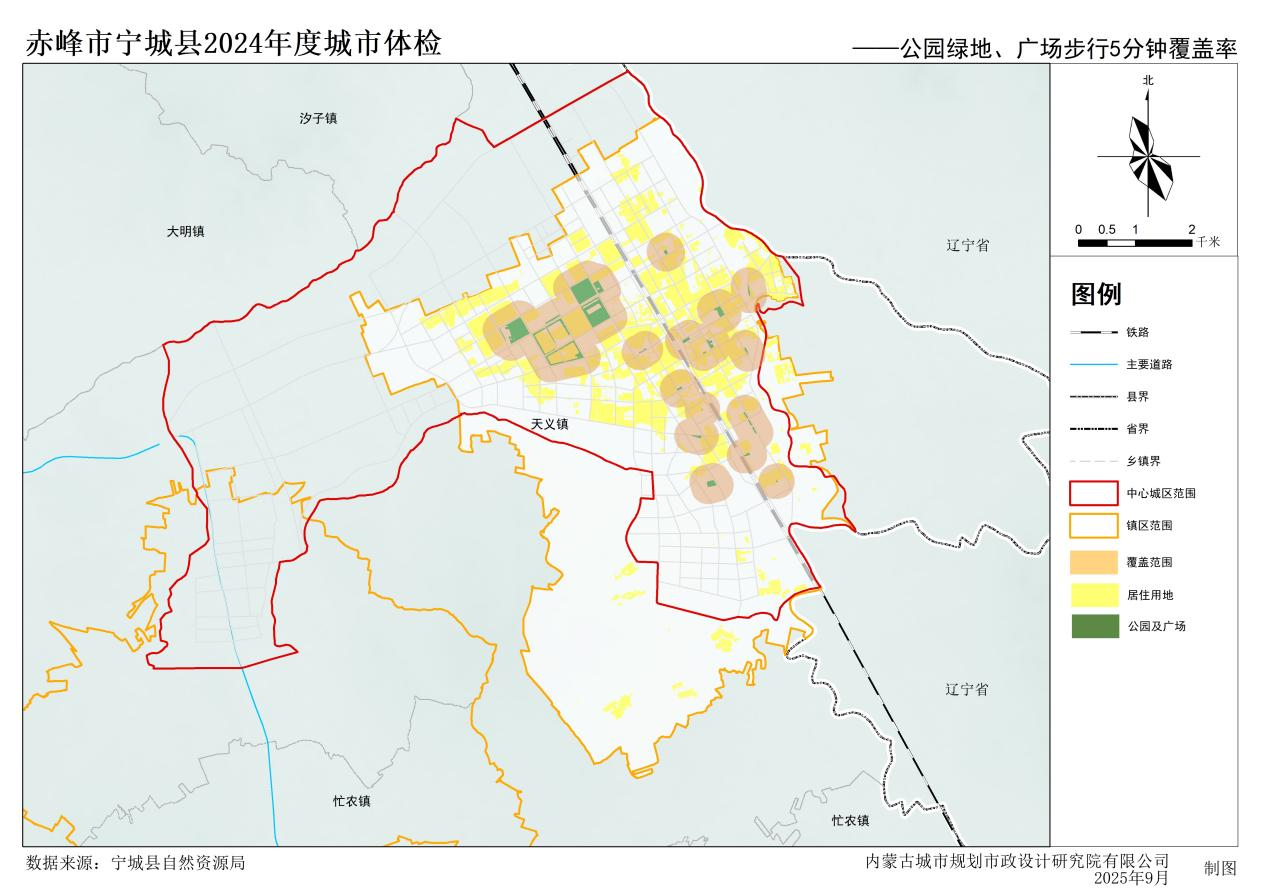 赤峰市宁城县2024年度城市体检
——公园绿地、广场步行5分钟覆盖率
汐子镇
大明镇
辽宁省
天义镇
辽宁省
忙农镇
忙农镇
北
0 0.5 1 2
千米
图例
铁路
主要道路
县界
省界
乡镇界
中心城区范围
镇区范围
覆盖范围
居住用地
公园及广场
数据来源：宁城县自然资源局
内蒙古城市规划市政设计研究院有限公司
2025年9月
制图